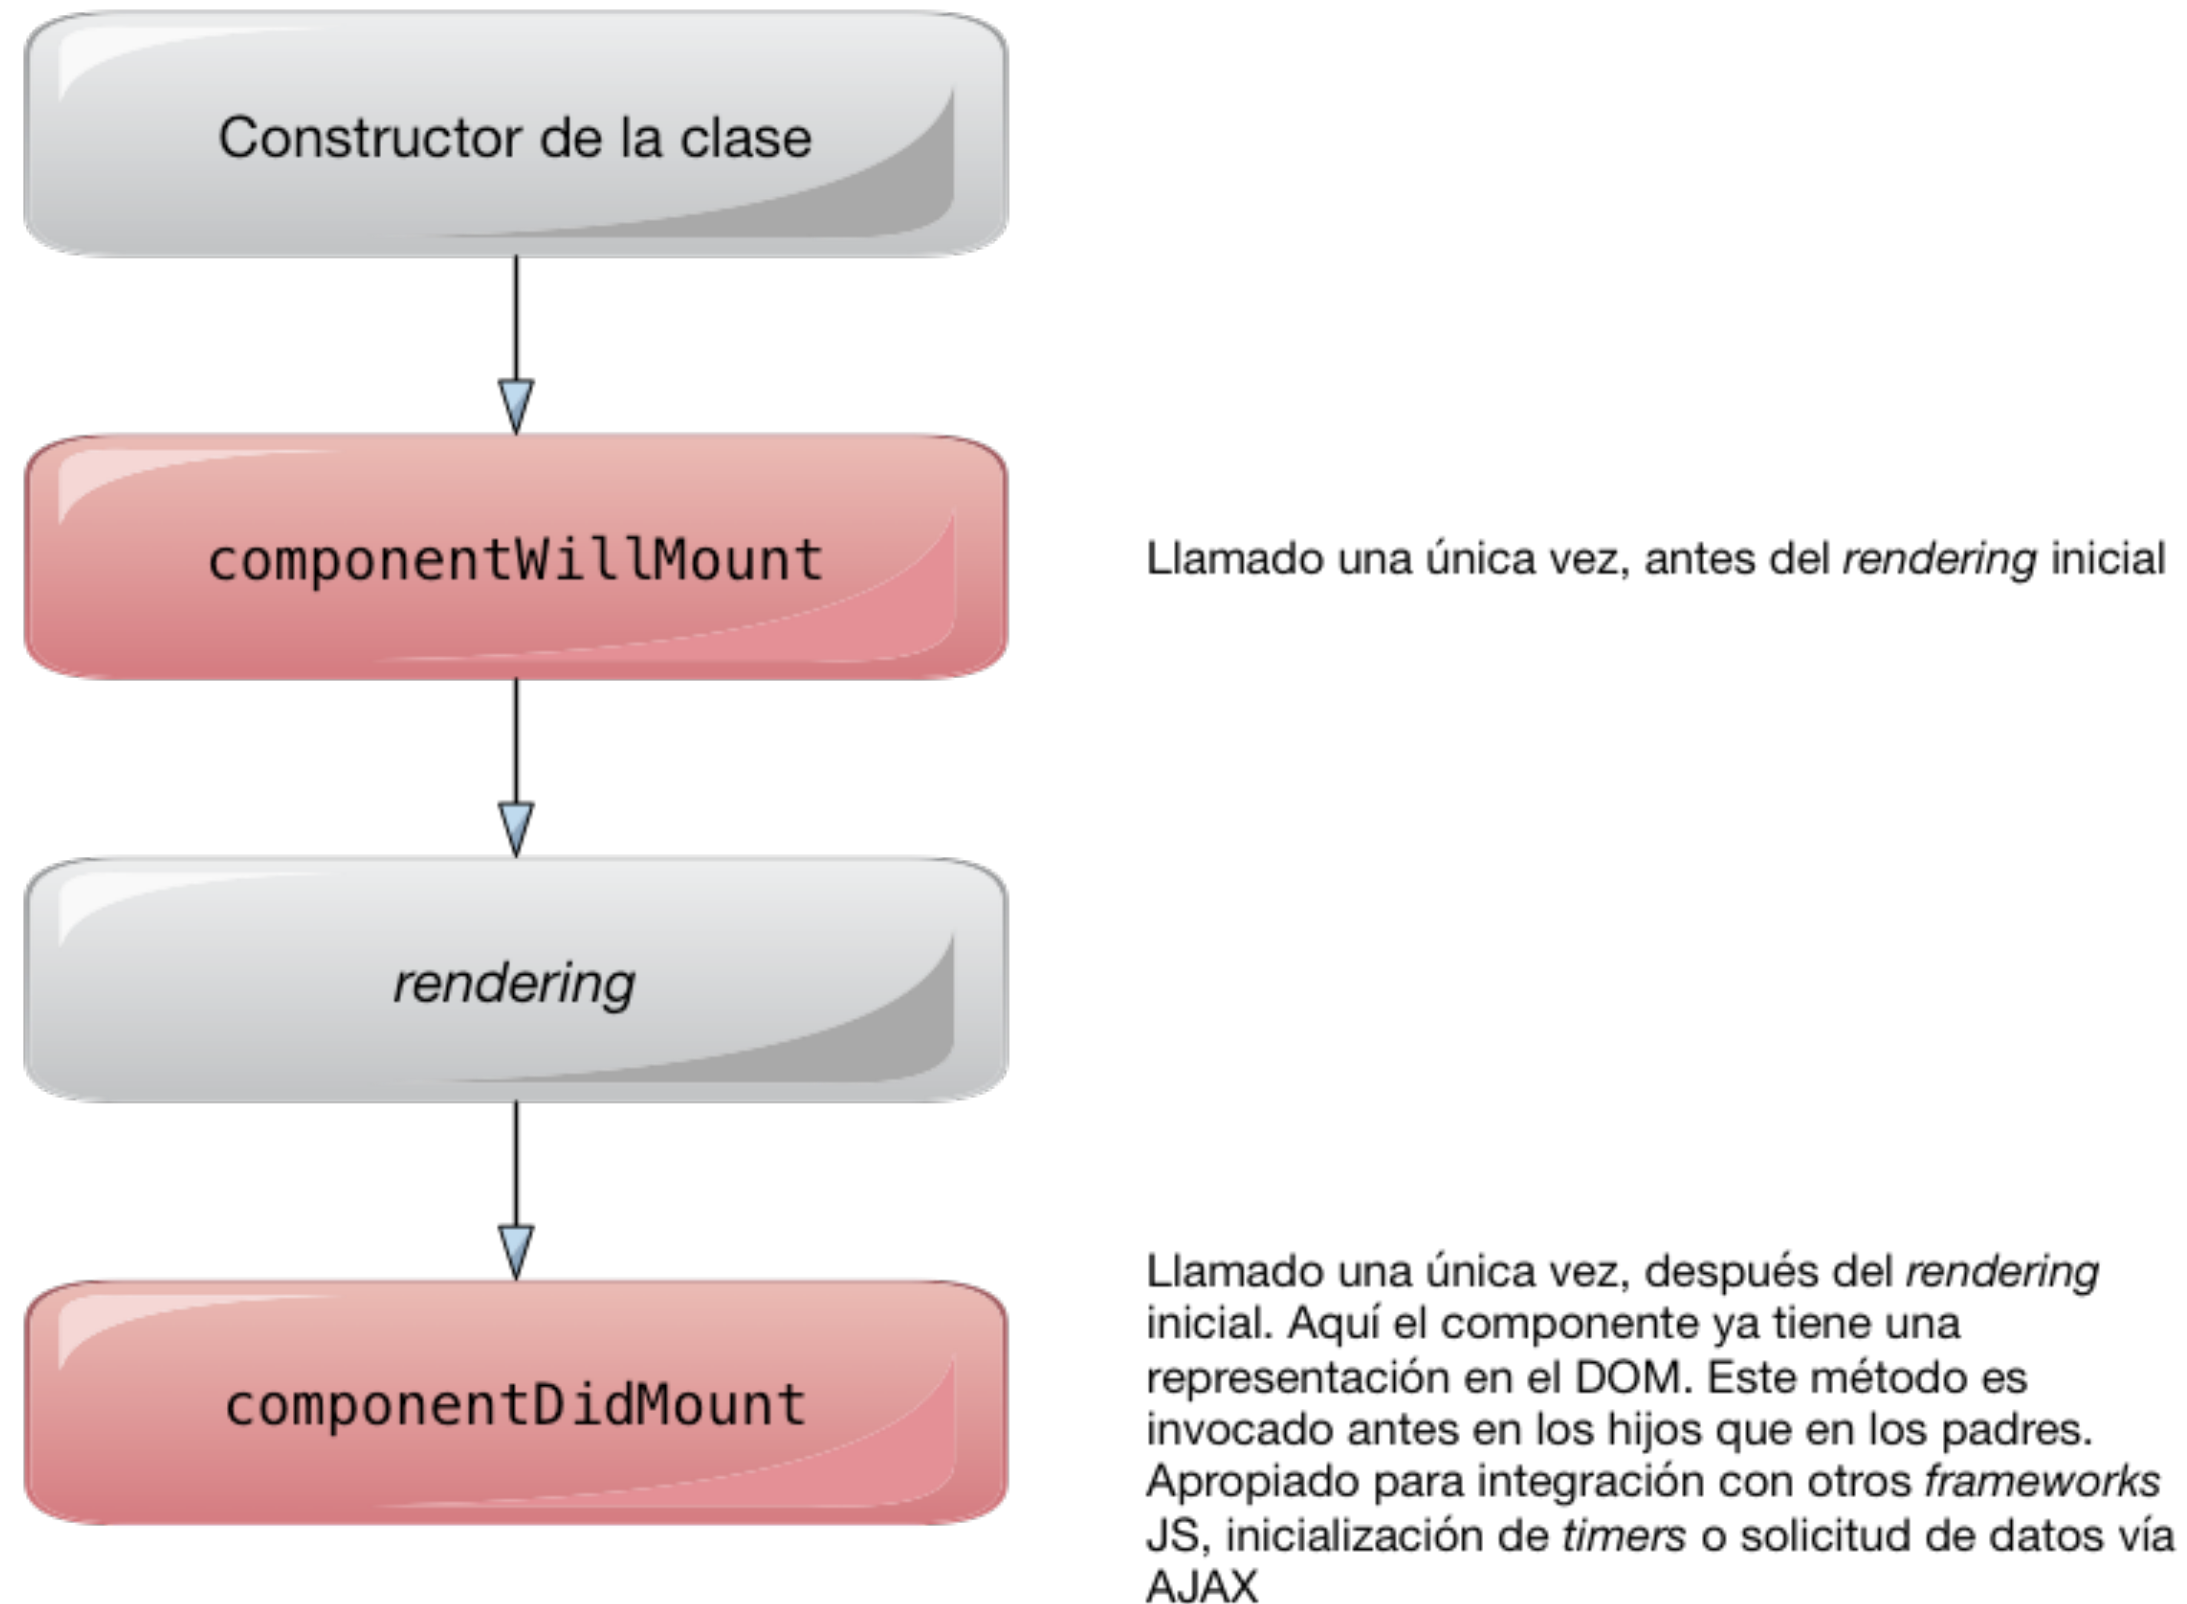 Constructor de la clase
componentWillMount
Llamado una única vez, antes del rendering inicial
rendering
componentDidMount
Llamado una única vez, después del rendering
inicial. Aquí el componente ya tiene una
representación en el DOM. Este método es
invocado antes en los hijos que en los padres.
Apropiado para integración con otros frameworks
JS, inicialización de timers o solicitud de datos vía
AJAX